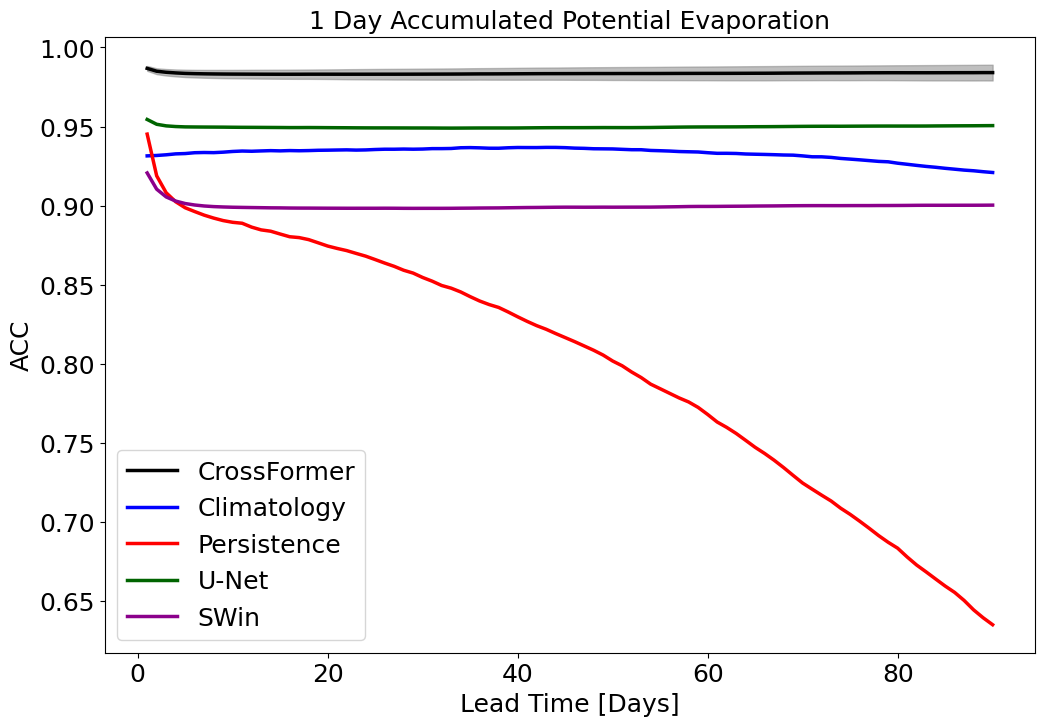 1 Day Accumulated Potential Evaporation
1.00
0.95
0.90
0.85
0.80
0.75
0.70
0.65
ACC
CrossFormer
Climatology
Persistence
U-Net
SWin
0 20 40 60 80
Lead Time [Days]